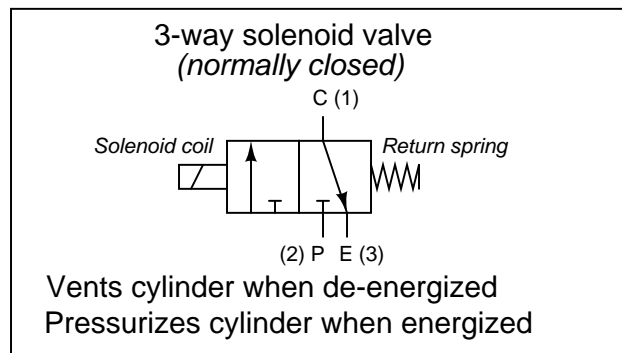 3-way solenoid valve
(normally closed)
C (1)
Solenoid coil
Return spring
(2) P E (3)
Vents cylinder when de-energized
Pressurizes cylinder when energized